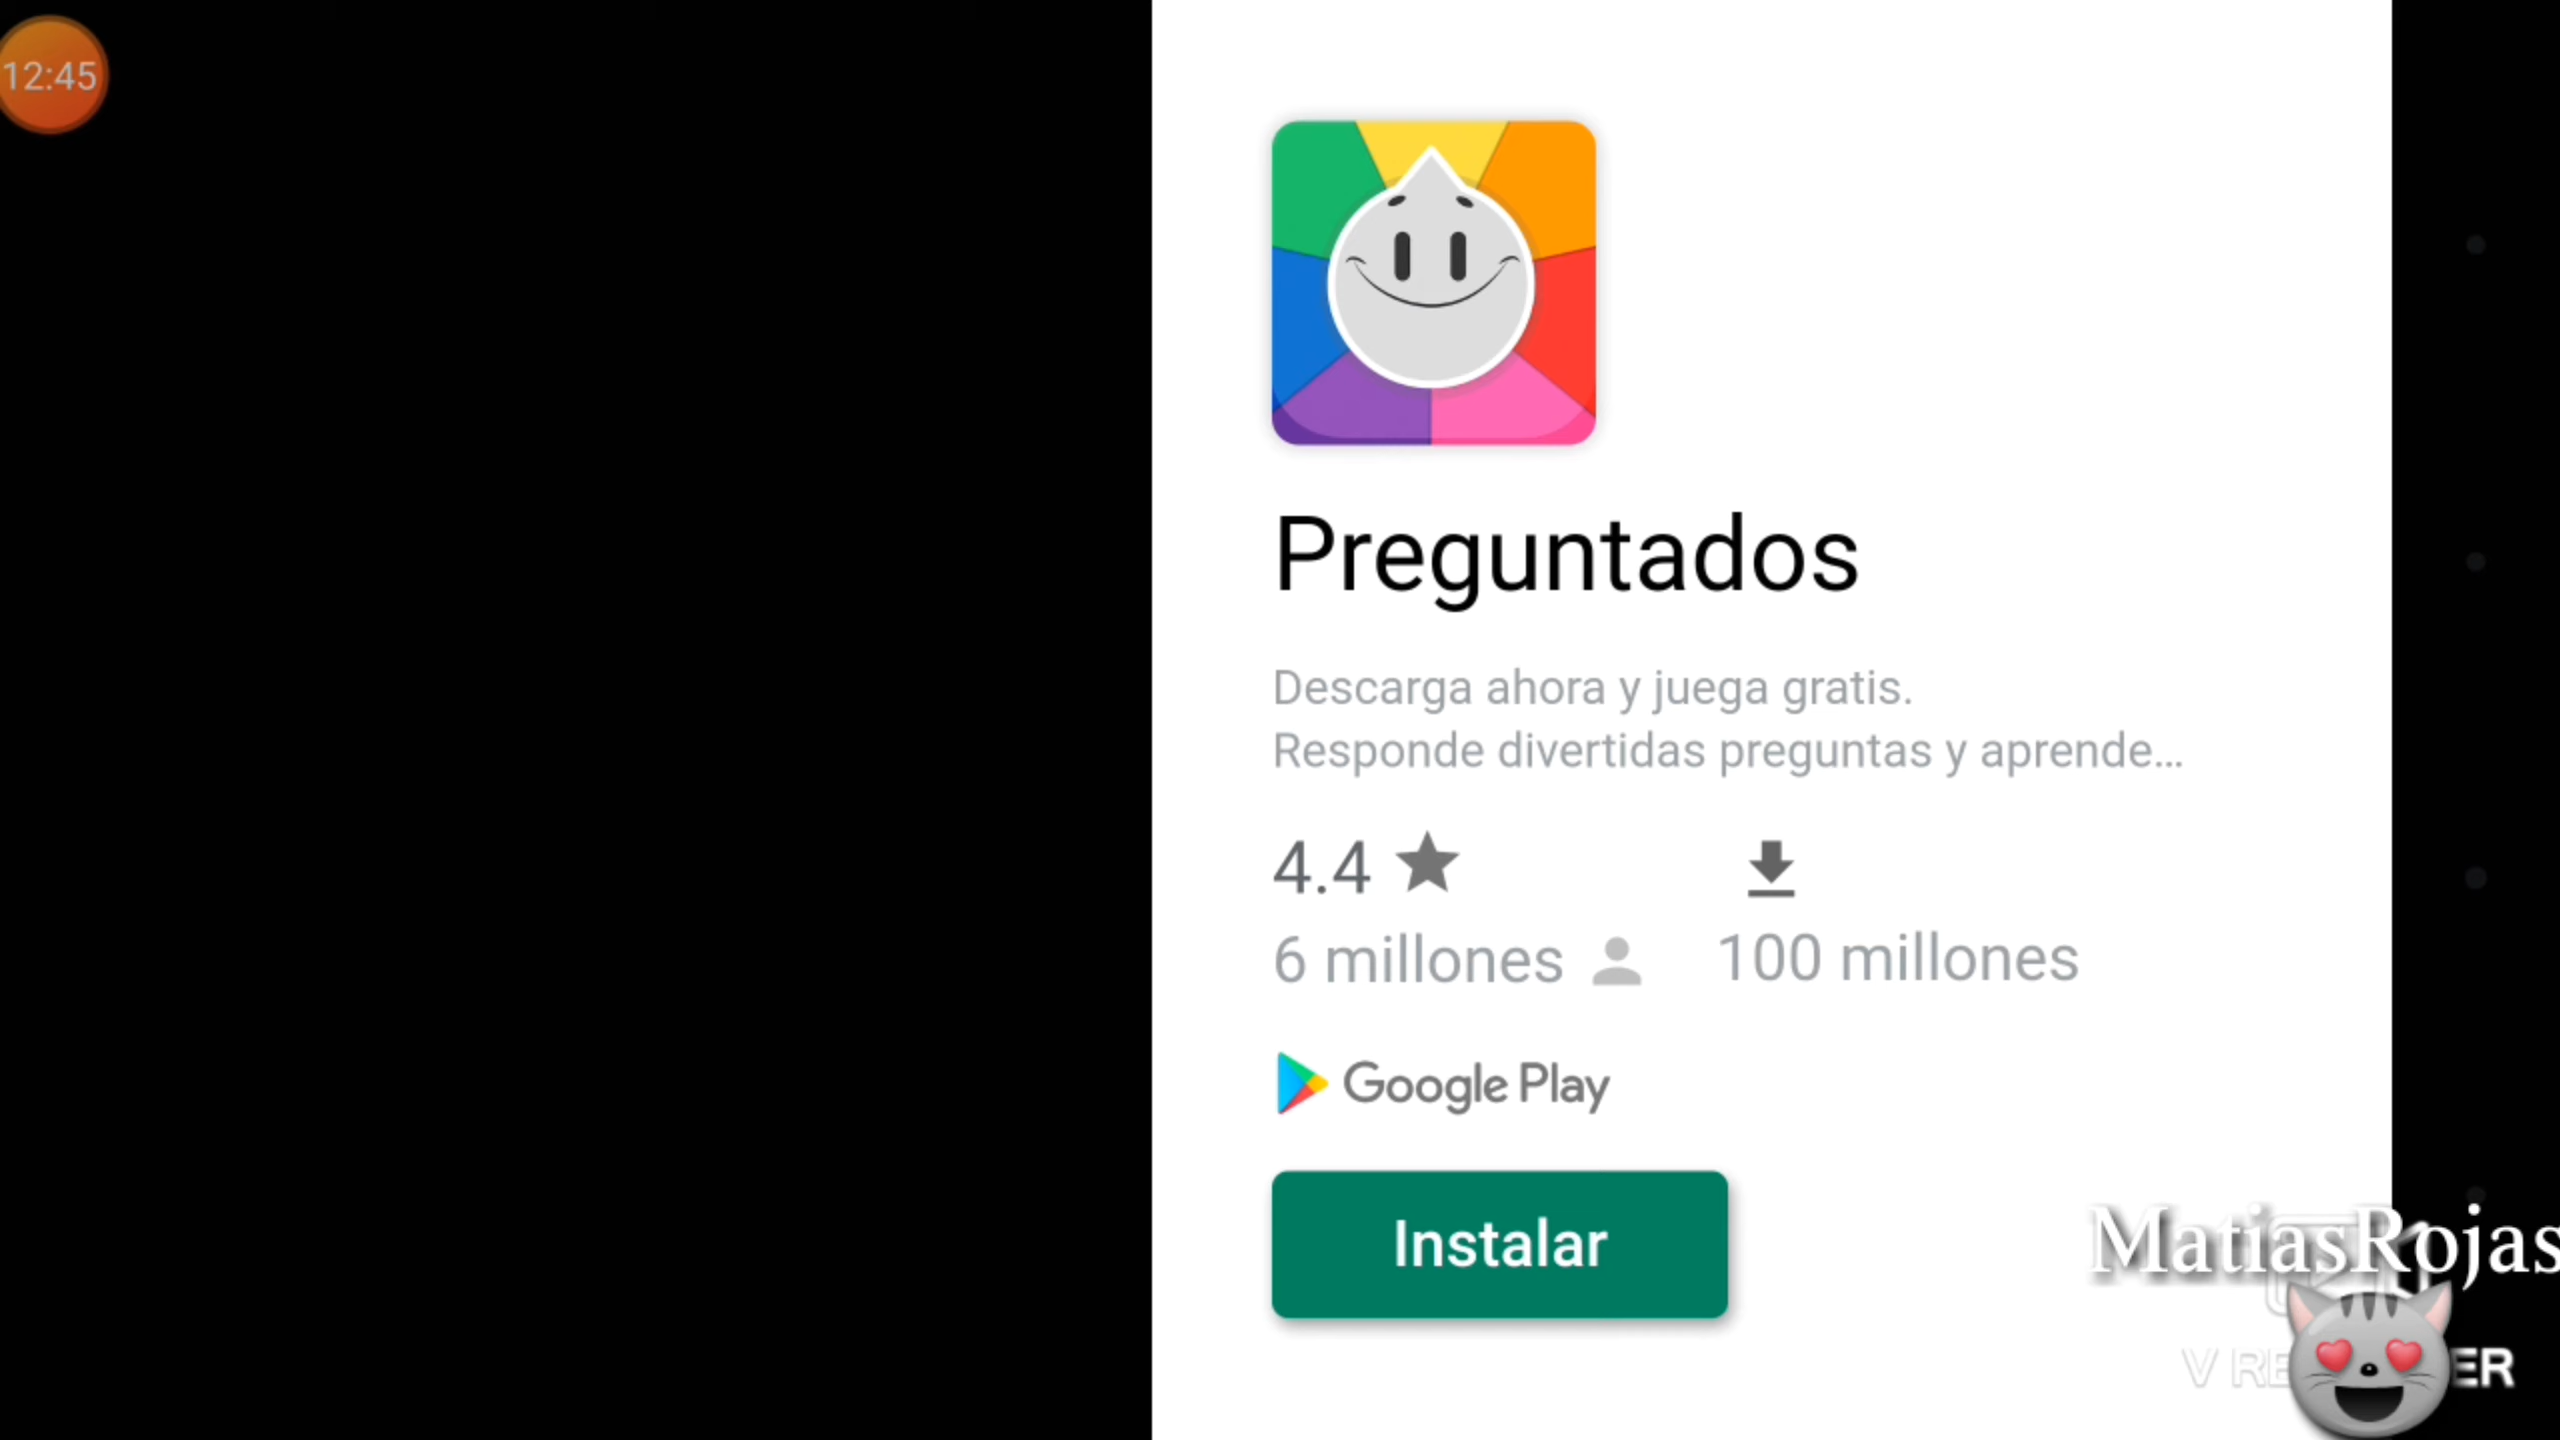 12:45
Preguntados
Descarga ahora y juega gratis.
Responde divertidas preguntas y aprende...
4.4
6 millones
100 millones
Google Play
Instalar
MatiasRojas